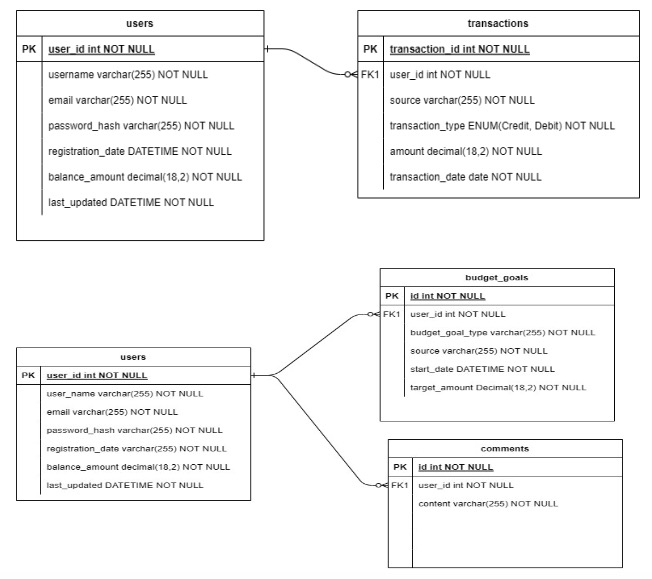 users
PK user_id int NOT NULL
username varchar(255) NOT NULL
email varchar(255) NOT NULL
password_hash varchar(255) NOT NULL
registration_date DATETIME NOT NULL
balance_amount decimal(18,2) NOT NULL
last_updated DATETIME NOT NULL
transactions
PK transaction_id int NOT NULL
FK1 user_id int NOT NULL
source varchar(255) NOT NULL
transaction_type ENUM(Credit, Debit) NOT NULL
amount decimal(18,2) NOT NULL
transaction_date date NOT NULL
budget_goals
PK id int NOT NULL
FK1 user_id int NOT NULL
budget_goal_type varchar(255) NOT NULL
source varchar(255) NOT NULL
start_date DATETIME NOT NULL
target_amount Decimal(18,2) NOT NULL
users
PK user_id int NOT NULL
user_name varchar(255) NOT NULL
email varchar(255) NOT NULL
password_hash varchar(255) NOT NULL
registration_date varchar(255) NOT NULL
balance_amount decimal(18,2) NOT NULL
last_updated DATETIME NOT NULL
comments
PK id int NOT NULL
FK1 user_id int NOT NULL
content varchar(255) NOT NULL